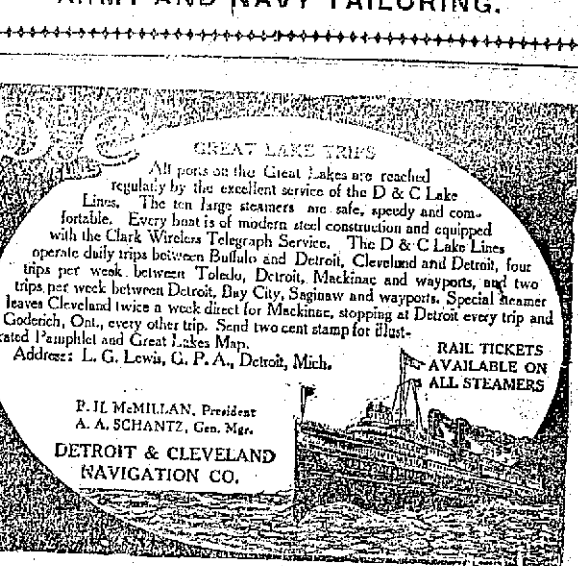 ARMY AND NAVY TAILORING.
D & C
GREAT LAKE TRIPS
All ports on the Great Lakes are reached
regularly by the excellent service of the D & C Lake
Lines. The ten large steamers are safe, speedy and com-
fortable. Every boat is of modern steel construction and equipped
with the Clark Wireless Telegraph Service. The D & C Lake Lines
operate daily trips between Buffalo and Detroit, Cleveland and Detroit, four
trips per week between Toledo, Detroit, Mackinac and wayports, and two
trips per week between Detroit, Bay City, Saginaw and wayports. Special steamer
leaves Cleveland twice a week direct for Mackinac, stopping at Detroit every trip and
Goderich, Ont., every other trip. Send two cent stamp for illust-
rated Pamphlet and Great Lakes Map.
Address: L. G. Lewis, G. P. A., Detroit, Mich.
RAIL TICKETS
AVAILABLE ON
ALL STEAMERS
P. H. McMILLAN, President
A. A. SCHANTZ, Gen. Mgr.
DETROIT & CLEVELAND
NAVIGATION CO.